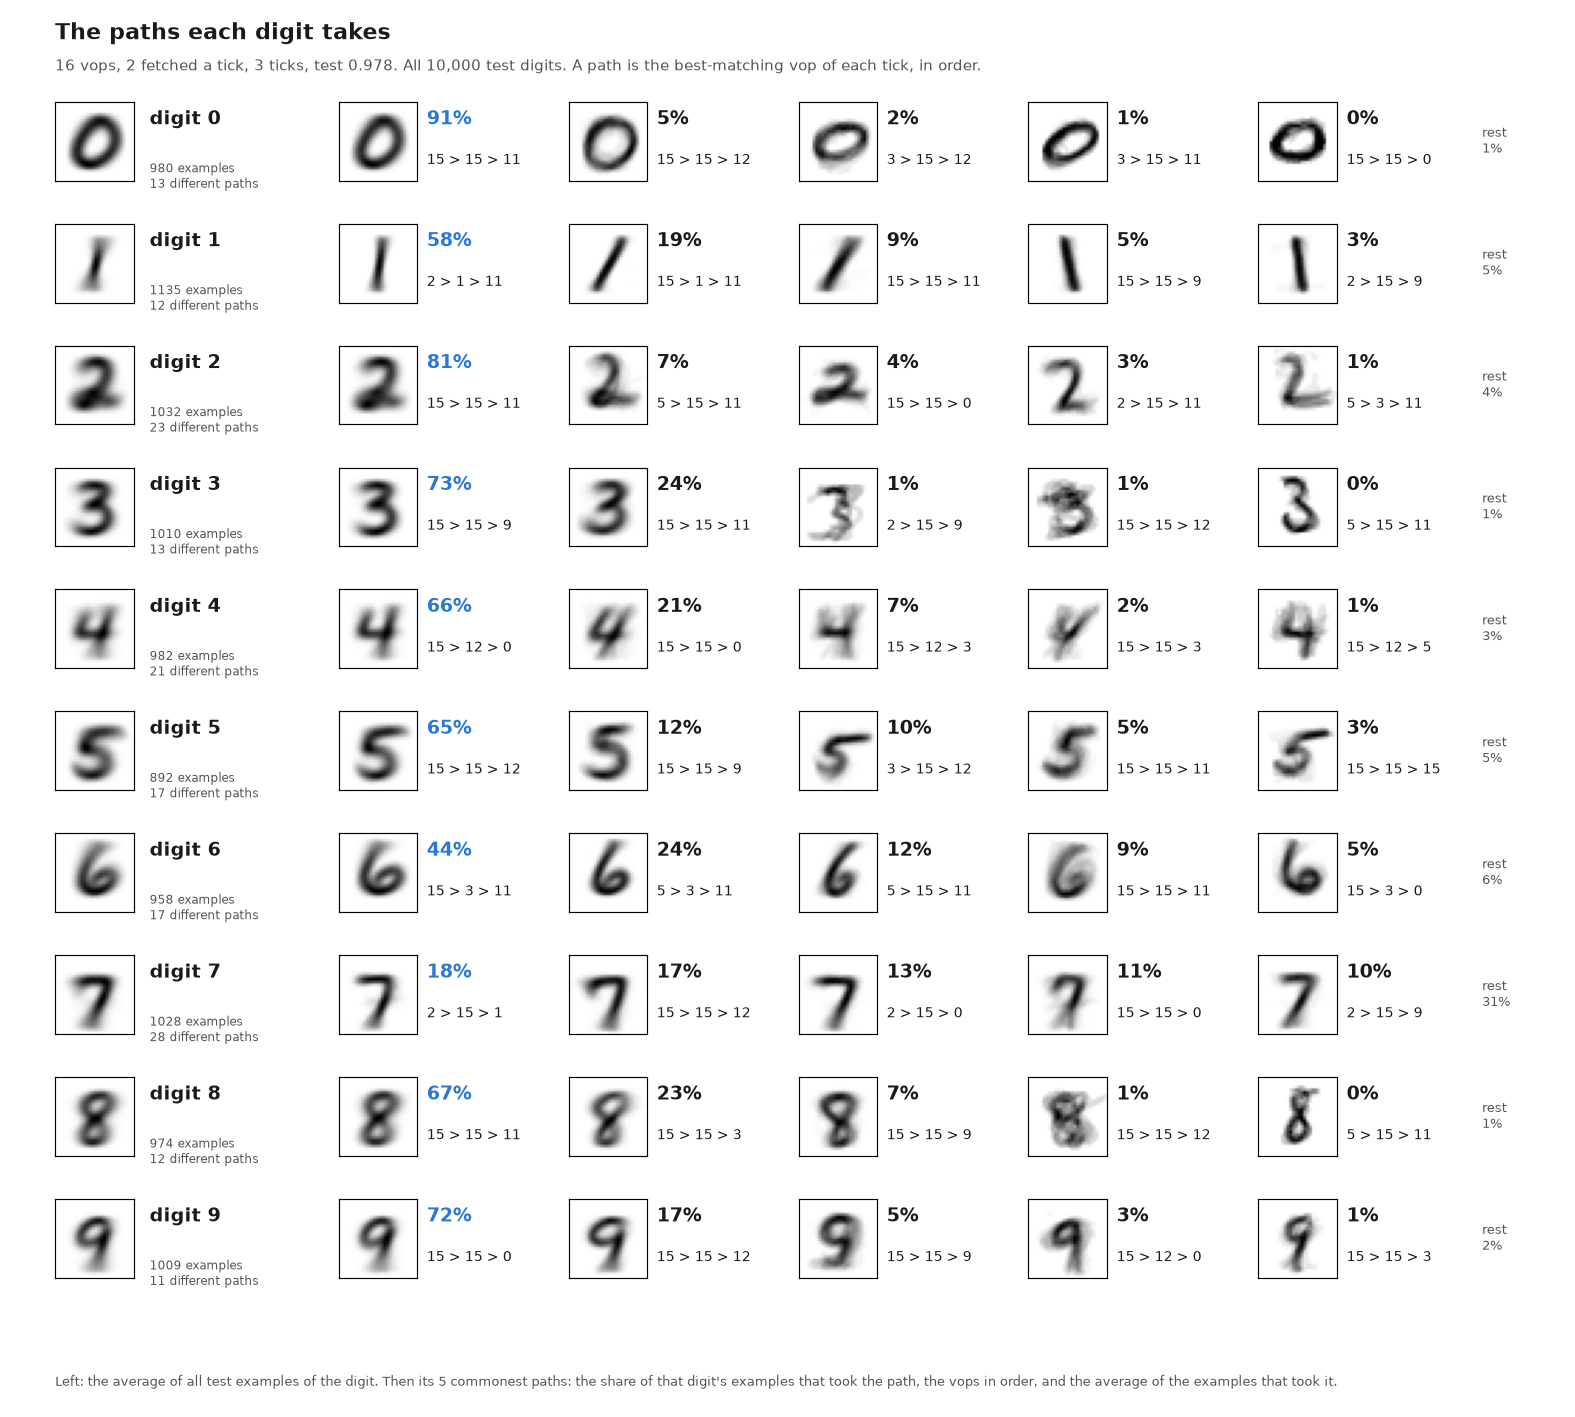 The paths each digit takes
16 vops, 2 fetched a tick, 3 ticks, test 0.978. All 10,000 test digits. A path is the best-matching vop of each tick, in order.
digit 0
980 examples
13 different paths
91%
15 > 15 > 11
5%
15 > 15 > 12
2%
3 > 15 > 12
1%
3 > 15 > 11
0%
15 > 15 > 0
rest
1%
digit 1
1135 examples
12 different paths
58%
2 > 1 > 11
19%
15 > 1 > 11
9%
15 > 15 > 11
5%
15 > 15 > 9
3%
2 > 15 > 9
rest
5%
digit 2
1032 examples
23 different paths
81%
15 > 15 > 11
7%
5 > 15 > 11
4%
15 > 15 > 0
3%
2 > 15 > 11
1%
5 > 3 > 11
rest
4%
digit 3
1010 examples
13 different paths
73%
15 > 15 > 9
24%
15 > 15 > 11
1%
2 > 15 > 9
1%
15 > 15 > 12
0%
5 > 15 > 11
rest
1%
digit 4
982 examples
21 different paths
66%
15 > 12 > 0
21%
15 > 15 > 0
7%
15 > 12 > 3
2%
15 > 15 > 3
1%
15 > 12 > 5
rest
3%
digit 5
892 examples
17 different paths
65%
15 > 15 > 12
12%
15 > 15 > 9
10%
3 > 15 > 12
5%
15 > 15 > 11
3%
15 > 15 > 15
rest
5%
digit 6
958 examples
17 different paths
44%
15 > 3 > 11
24%
5 > 3 > 11
12%
5 > 15 > 11
9%
15 > 15 > 11
5%
15 > 3 > 0
rest
6%
digit 7
1028 examples
28 different paths
18%
2 > 15 > 1
17%
15 > 15 > 12
13%
2 > 15 > 0
11%
15 > 15 > 0
10%
2 > 15 > 9
rest
31%
digit 8
974 examples
12 different paths
67%
15 > 15 > 11
23%
15 > 15 > 3
7%
15 > 15 > 9
1%
15 > 15 > 12
0%
5 > 15 > 11
rest
1%
digit 9
1009 examples
11 different paths
72%
15 > 15 > 0
17%
15 > 15 > 12
5%
15 > 15 > 9
3%
15 > 12 > 0
1%
15 > 15 > 3
rest
2%
Left: the average of all test examples of the digit. Then its 5 commonest paths: the share of that digit's examples that took the path, the vops in order, and the average of the examples that took it.